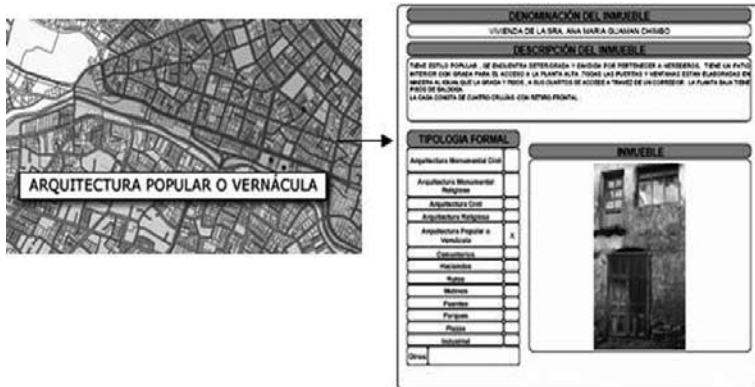 ARQUITECTURA POPULAR O VERNÁCULA
DENOMINACIÓN DEL INMUEBLE
VIVIENDA DE LA SRA. ANA MARIA GUAMAN CHIMBO
DESCRIPCIÓN DEL INMUEBLE
TIENE ESTILO POPULAR , SE ENCUENTRA DETERIORADA Y DIVIDIDA POR PERTENECER A HEREDEROS. TIENE UN PATIO
INTERIOR CON GRADA PARA EL ACCESO A LA PLANTA ALTA .TODAS LAS PUERTAS Y VENTANAS ESTAN ELABORADAS EN
MADERA AL IGUAL QUE LA GRADA Y PISOS , A SUS CUARTOS SE ACCEDE A TRAVEZ DE UN CORREDOR . LA PLANTA BAJA TIENE
PISOS DE BALDOSA.
LA CASA CONSTA DE CUATRO CRUJIAS CON RETIRO FRONTAL .
TIPOLOGIA FORMAL
Arquitectura Monumental Civil
Arquitectura Monumental
Religiosa
Arquitectura Civil
Arquitectura Religiosa
Arquitectura Popular o
Vernácula
X
Cementerios
Haciendas
Rutas
Molinos
Puentes
Parques
Plazas
Industrial
Otros
INMUEBLE